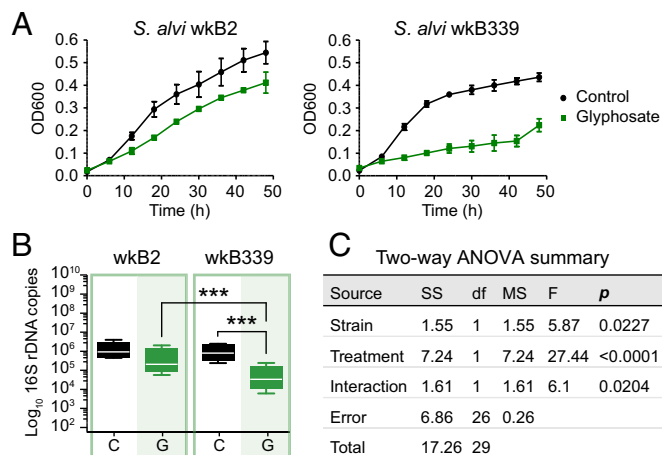 A
S. alvi wkB2
S. alvi wkB339
OD600
0.6
0.5
0.4
0.3
0.2
0.1
0.0
0 10 20 30 40 50
Time (h)
OD600
0.6
0.5
0.4
0.3
0.2
0.1
0.0
0 10 20 30 40 50
Time (h)
Control
Glyphosate
B
wkB2 wkB339
Log10 16S rDNA copies
10^10
10^9
10^8
10^7
10^6
10^5
10^4
10^3
10^2
***
***
C G C G
C Two-way ANOVA summary
Source SS df MS F p
Strain 1.55 1 1.55 5.87 0.0227
Treatment 7.24 1 7.24 27.44 <0.0001
Interaction 1.61 1 1.61 6.1 0.0204
Error 6.86 26 0.26
Total 17.26 29